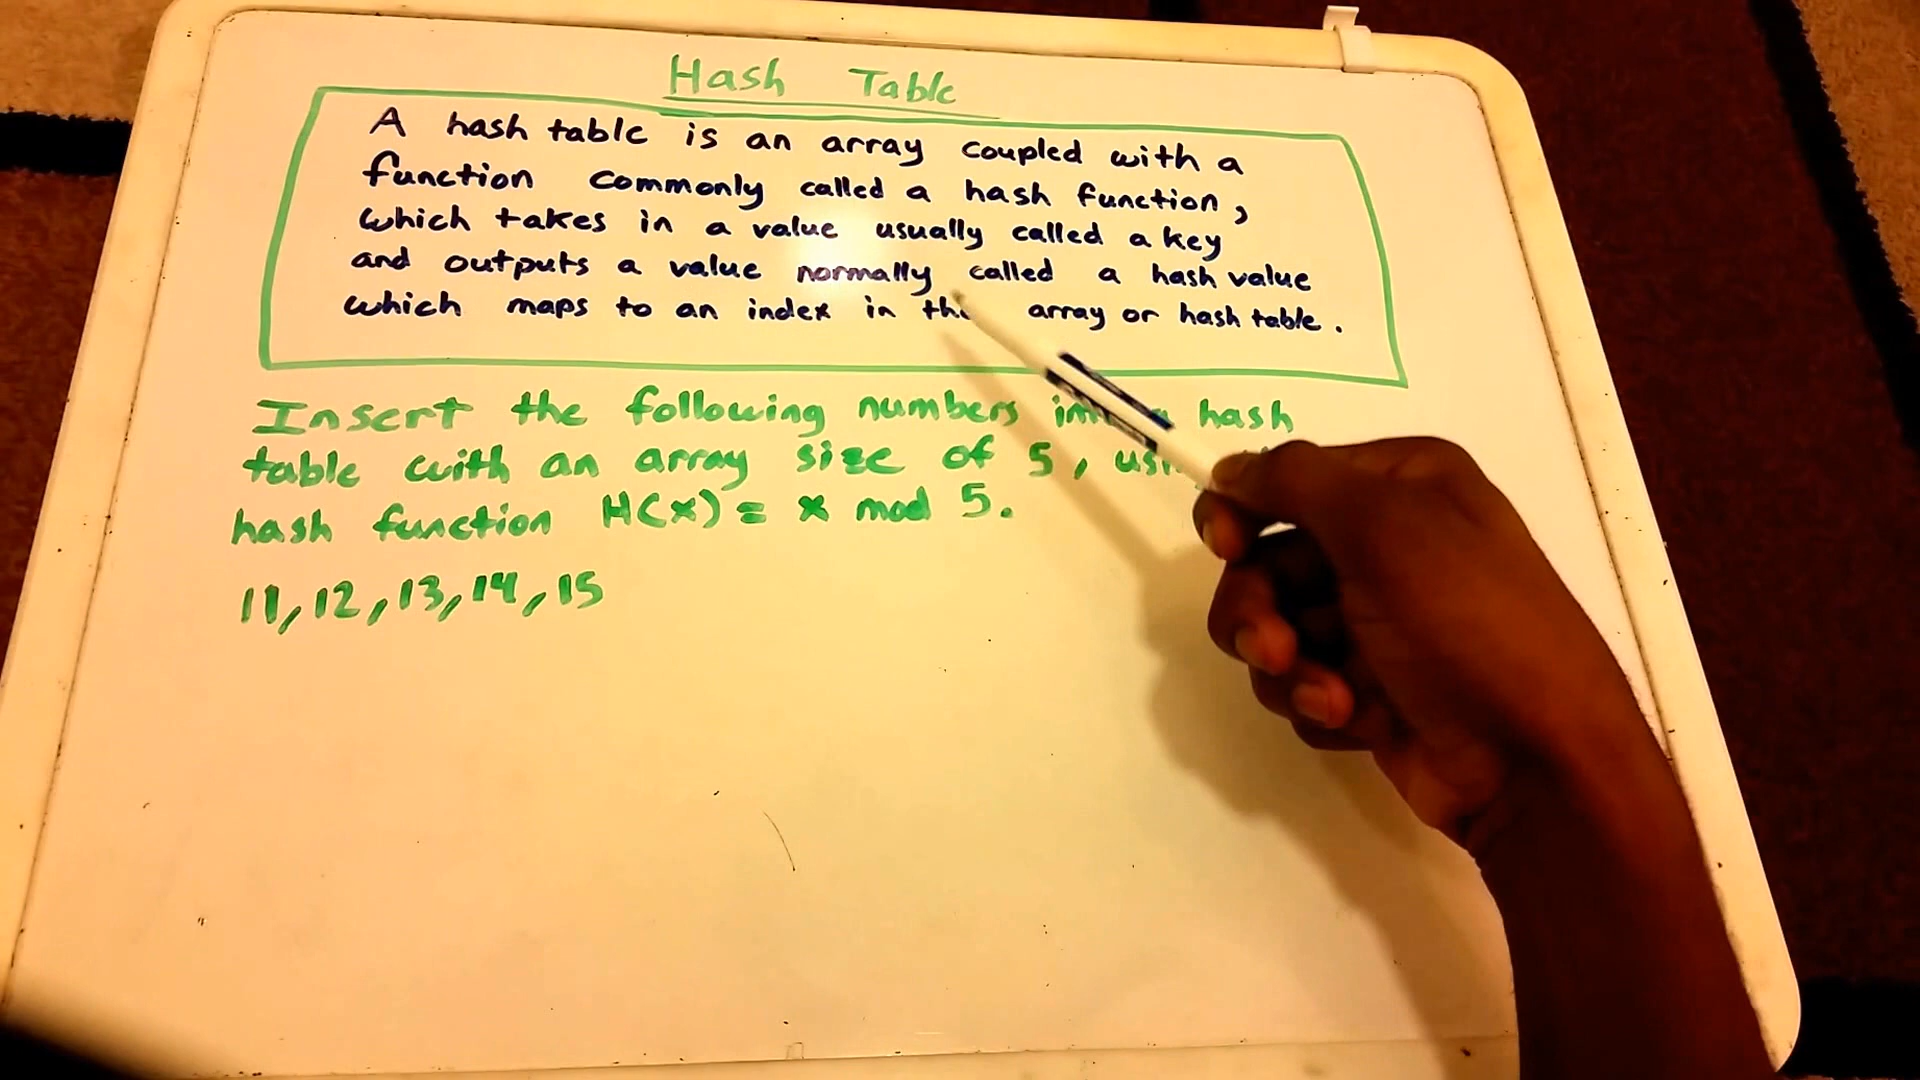 Hash Table
A hash table is an array coupled with a
function commonly called a hash function,
which takes in a value usually called a key
and outputs a value normally called a hash value
which maps to an index in the array or hash table.
Insert the following numbers hash
table with an array size of 5,
hash function H(x) = x mod 5.
11, 12, 13, 14, 15